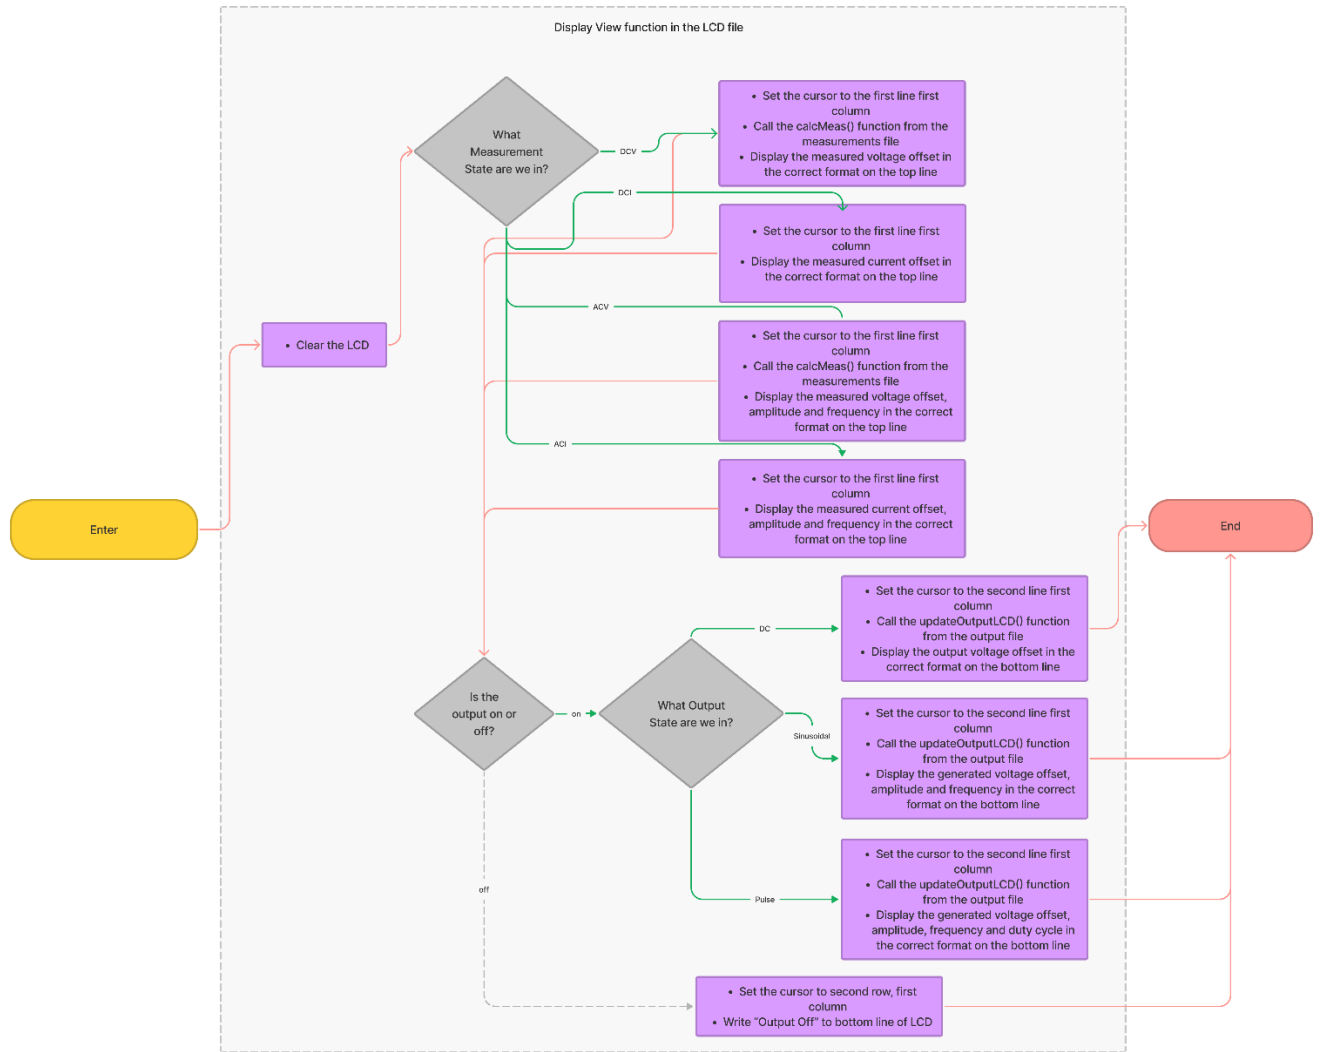 Display View function in the LCD file
What
Measurement
State are we in?
DCV
• Set the cursor to the first line first
column
• Call the calcMeas() function from the
measurements file
• Display the measured voltage offset in
the correct format on the top line
DCI
• Set the cursor to the first line first
column
• Display the measured current offset in
the correct format on the top line
ACV
• Clear the LCD
• Set the cursor to the first line first
column
• Call the calcMeas() function from the
measurements file
• Display the measured voltage offset,
amplitude and frequency in the correct
format on the top line
ACI
• Set the cursor to the first line first
column
• Display the measured current offset,
amplitude and frequency in the correct
format on the top line
Enter
End
• Set the cursor to the second line first
column
• Call the updateOutputLCD() function
from the output file
• Display the output voltage offset in the
correct format on the bottom line
DC
Is the
output on or
off?
on
What Output
State are we in?
Sinusoidal
• Set the cursor to the second line first
column
• Call the updateOutputLCD() function
from the output file
• Display the generated voltage offset,
amplitude and frequency in the correct
format on the bottom line
off
Pulse
• Set the cursor to the second line first
column
• Call the updateOutputLCD() function
from the output file
• Display the generated voltage offset,
amplitude, frequency and duty cycle in
the correct format on the bottom line
• Set the cursor to second row, first
column
• Write “Output Off” to bottom line of LCD